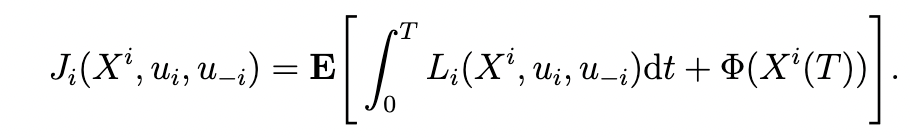 J_i(X^i, u_i, u_{-i}) = \mathbf{E}\left[\int_0^T L_i(X^i, u_i, u_{-i})\mathrm{d}t + \Phi(X^i(T))\right].